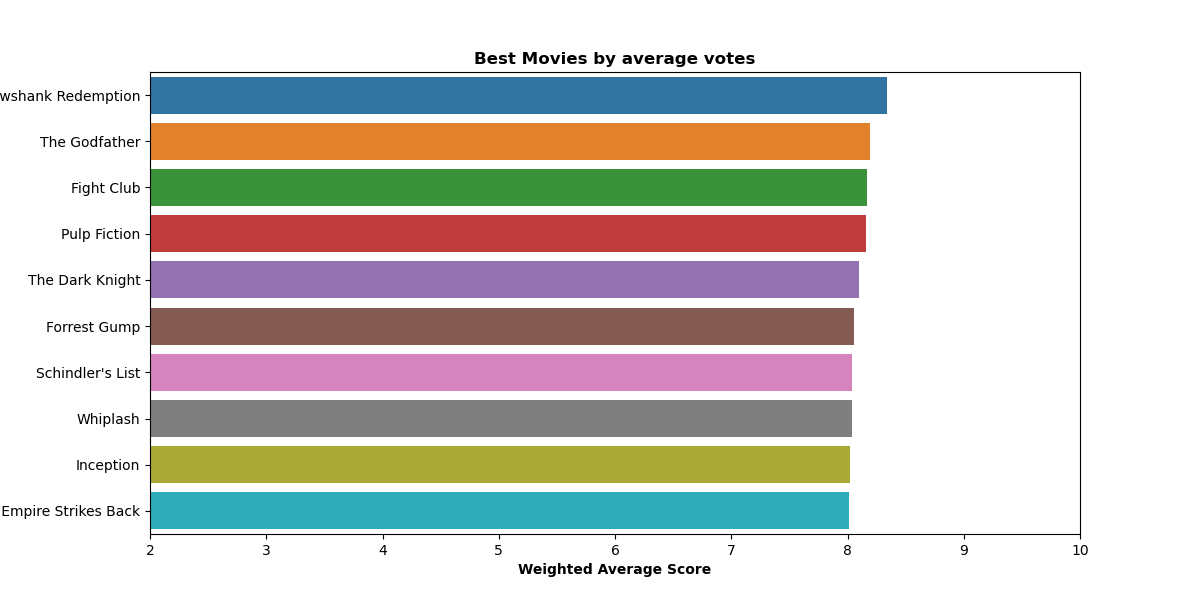 Best Movies by average votes
wshank Redemption
The Godfather
Fight Club
Pulp Fiction
The Dark Knight
Forrest Gump
Schindler's List
Whiplash
Inception
Empire Strikes Back
2 3 4 5 6 7 8 9 10
Weighted Average Score